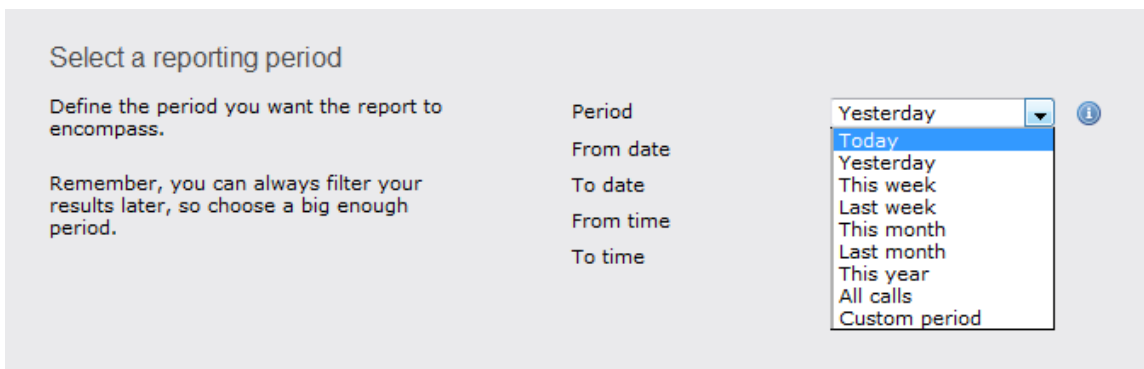 Select a reporting period
Define the period you want the report to
encompass.
Remember, you can always filter your
results later, so choose a big enough
period.
Period
From date
To date
From time
To time
Yesterday
Today
Yesterday
This week
Last week
This month
Last month
This year
All calls
Custom period